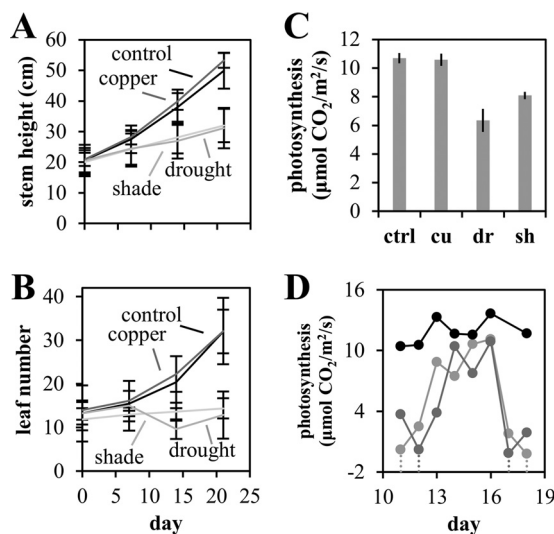 A
stem height (cm)
60
50
40
30
20
10
0
control
copper
shade
drought
B
leaf number
40
30
20
10
0
control
copper
shade
drought
0 5 10 15 20 25
day
C
photosynthesis
(µmol CO2/m²/s)
12
10
8
6
4
2
0
ctrl cu dr sh
D
photosynthesis
(µmol CO2/m²/s)
16
10
4
-2
10 13 16 19
day